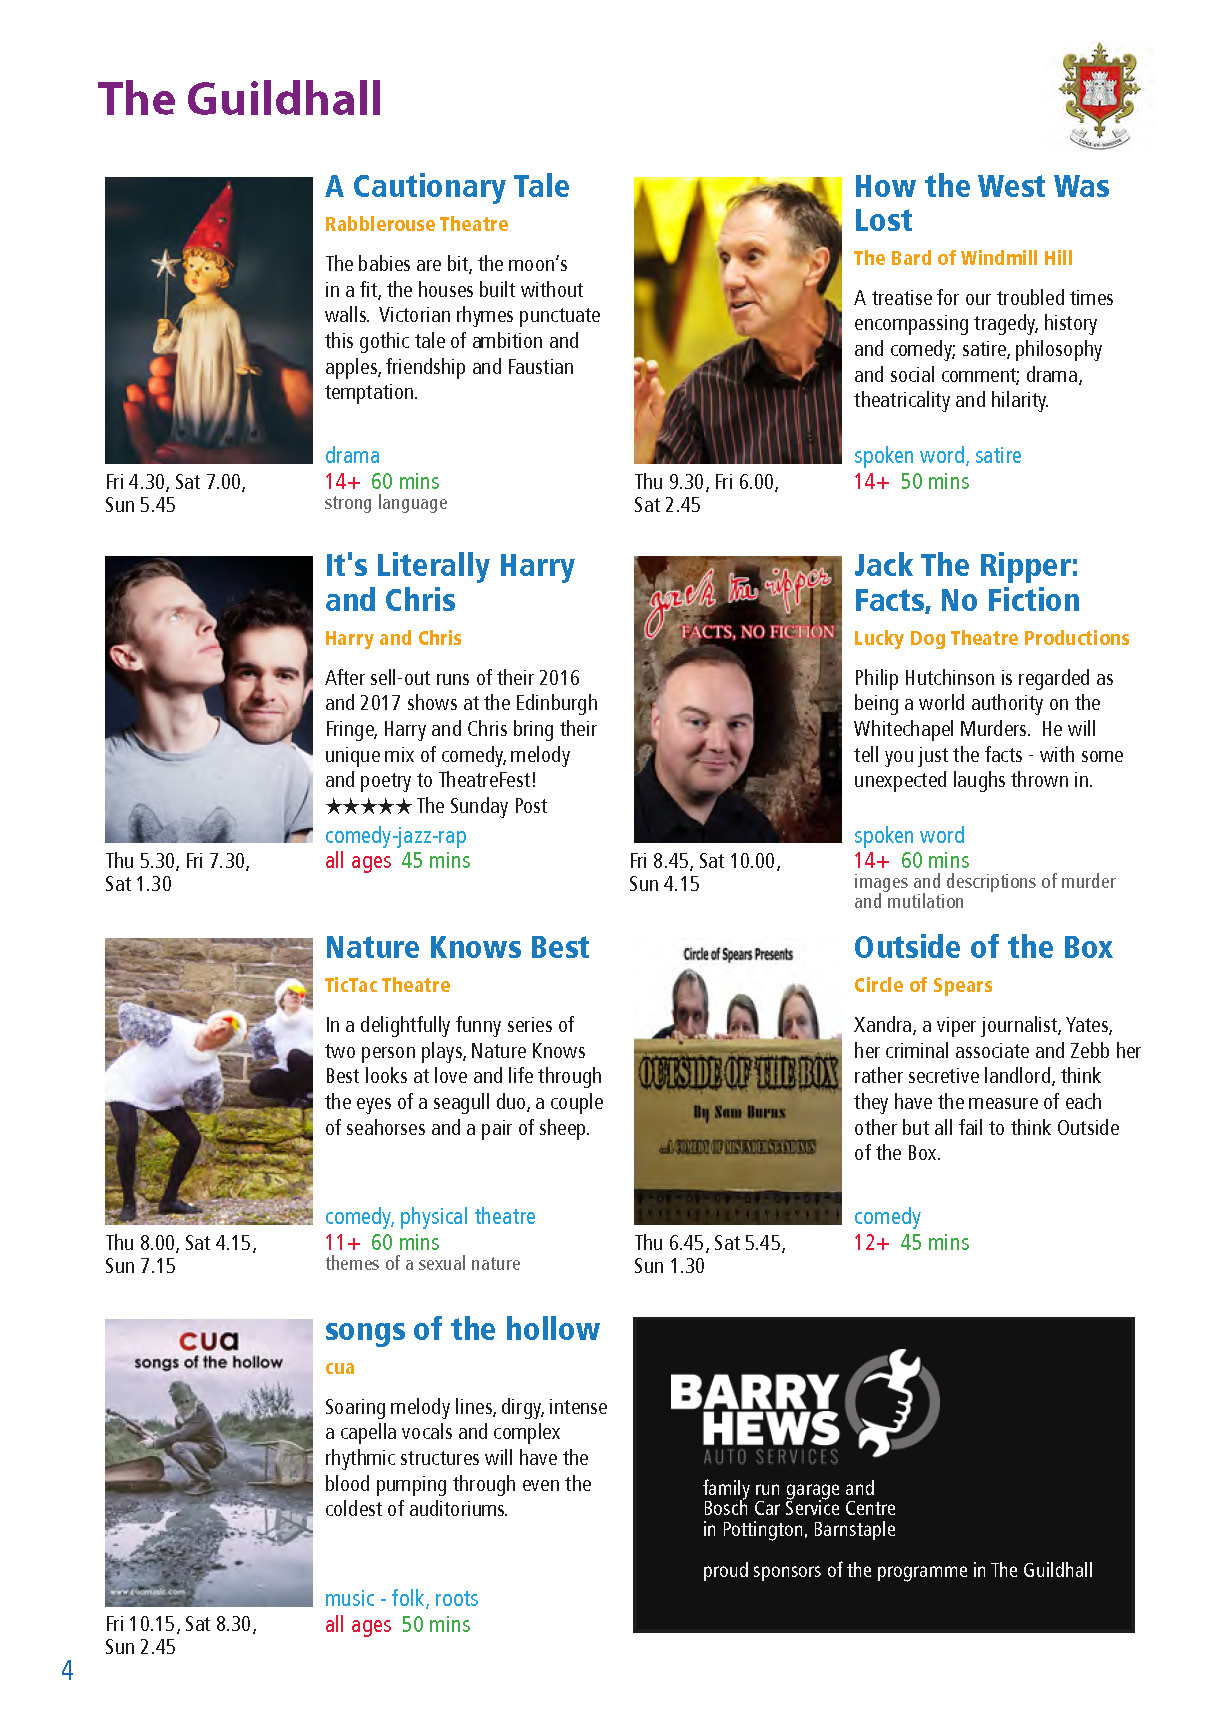 The Guildhall
A Cautionary Tale
Rabblerouse Theatre
The babies are bit, the moon's
in a fit, the houses built without
walls.  Victorian rhymes punctuate
this gothic tale of ambition and
apples, friendship and Faustian
temptation.
drama
14+ 60 mins
strong language
Fri 4.30, Sat 7.00,
Sun 5.45
How the West Was
Lost
The Bard of Windmill Hill
A treatise for our troubled times
encompassing tragedy, history
and comedy; satire, philosophy
and social comment; drama,
theatricality and hilarity.
spoken word, satire
14+ 50 mins
Thu 9.30, Fri 6.00,
Sat 2.45
It's Literally Harry
and Chris
Harry and Chris
After sell-out runs of their 2016
and 2017 shows at the Edinburgh
Fringe, Harry and Chris bring their
unique mix of comedy, melody
and poetry to TheatreFest!
★★★★★ The Sunday Post
comedy-jazz-rap
all ages 45 mins
Thu 5.30, Fri 7.30,
Sat 1.30
jack the ripper
FACTS, NO FICTION
Jack The Ripper:
Facts, No Fiction
Lucky Dog Theatre Productions
Philip Hutchinson is regarded as
being a world authority on the
Whitechapel Murders.  He will
tell you just the facts - with some
unexpected laughs thrown in.
spoken word
14+ 60 mins
images and descriptions of murder
and mutilation
Fri 8.45, Sat 10.00,
Sun 4.15
Nature Knows Best
TicTac Theatre
In a delightfully funny series of
two person plays, Nature Knows
Best looks at love and life through
the eyes of a seagull duo, a couple
of seahorses and a pair of sheep.
comedy, physical theatre
11+ 60 mins
themes of a sexual nature
Thu 8.00, Sat 4.15,
Sun 7.15
Circle of Spears Presents
OUTSIDE OF THE BOX
By Sam Burns
...A COMEDY OF MISUNDERSTANDINGS
Outside of the Box
Circle of Spears
Xandra, a viper journalist, Yates,
her criminal associate and Zebb her
rather secretive landlord, think
they have the measure of each
other but all fail to think Outside
of the Box.
comedy
12+ 45 mins
Thu 6.45, Sat 5.45,
Sun 1.30
cua
songs of the hollow
www.cuamusic.com
songs of the hollow
cua
Soaring melody lines, dirgy, intense
a capella vocals and complex
rhythmic structures will have the
blood pumping through even the
coldest of auditoriums.
music - folk, roots
all ages 50 mins
Fri 10.15, Sat 8.30,
Sun 2.45
BARRY
HEWS
AUTO SERVICES
family run garage and
Bosch Car Service Centre
in Pottington, Barnstaple
proud sponsors of the programme in The Guildhall
4